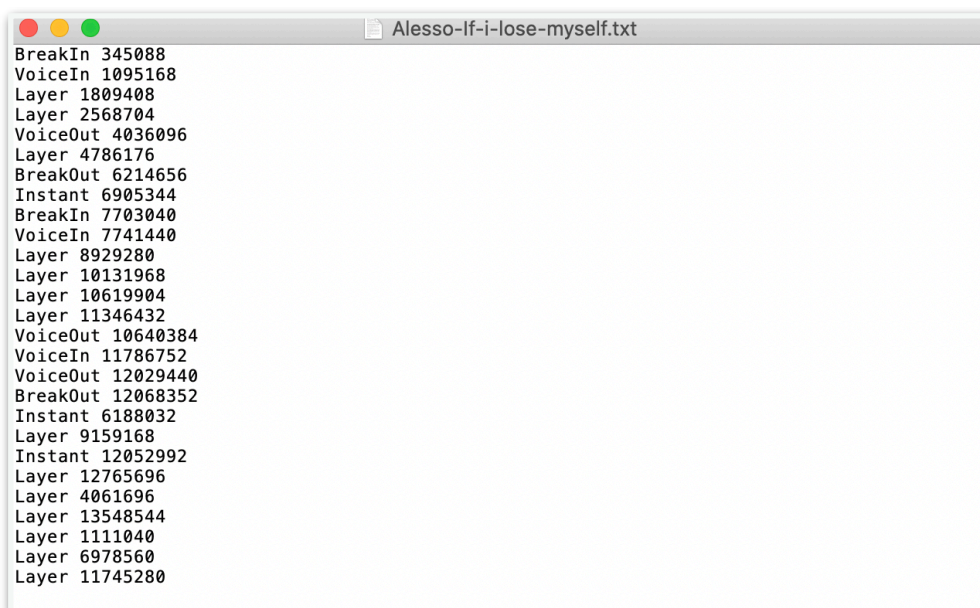 Alesso-If-i-lose-myself.txt
BreakIn 345088
VoiceIn 1095168
Layer 1809408
Layer 2568704
VoiceOut 4036096
Layer 4786176
BreakOut 6214656
Instant 6905344
BreakIn 7703040
VoiceIn 7741440
Layer 8929280
Layer 10131968
Layer 10619904
Layer 11346432
VoiceOut 10640384
VoiceIn 11786752
VoiceOut 12029440
BreakOut 12068352
Instant 6188032
Layer 9159168
Instant 12052992
Layer 12765696
Layer 4061696
Layer 13548544
Layer 1111040
Layer 6978560
Layer 11745280